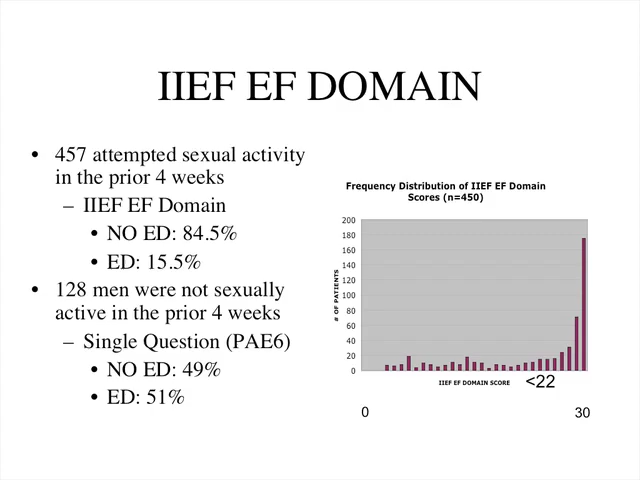 IIEF EF DOMAIN
• 457 attempted sexual activity
in the prior 4 weeks
– IIEF EF Domain
• NO ED: 84.5%
• ED: 15.5%
• 128 men were not sexually
active in the prior 4 weeks
– Single Question (PAE6)
• NO ED: 49%
• ED: 51%
Frequency Distribution of IIEF EF Domain
Scores (n=450)
# OF PATIENTS
200
180
160
140
120
100
80
60
40
20
0
IIEF EF DOMAIN SCORE
<22
0
30